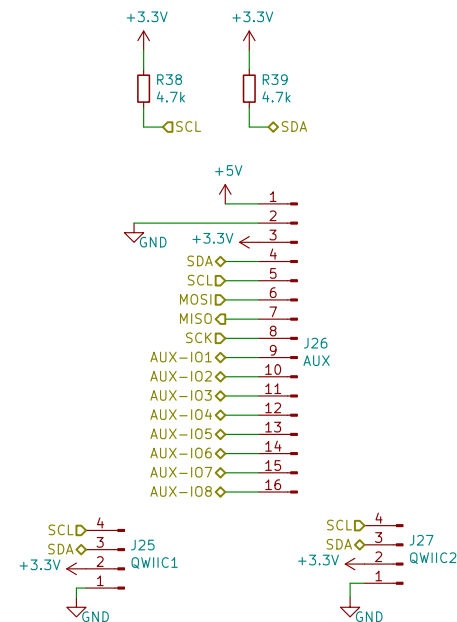 +3.3V +3.3V
R38 R39
4.7k 4.7k
SCL SDA
+5V
1
2
GND
+3.3V 3
SDA 4
SCL 5
MOSI 6
MISO 7
SCK 8
J26
AUX-IO1 9
AUX
AUX-IO2 10
AUX-IO3 11
AUX-IO4 12
AUX-IO5 13
AUX-IO6 14
AUX-IO7 15
AUX-IO8 16
SCL 4
SDA 3
J25
+3.3V 2
QWIIC1
1
GND
SCL 4
SDA 3
J27
+3.3V 2
QWIIC2
1
GND